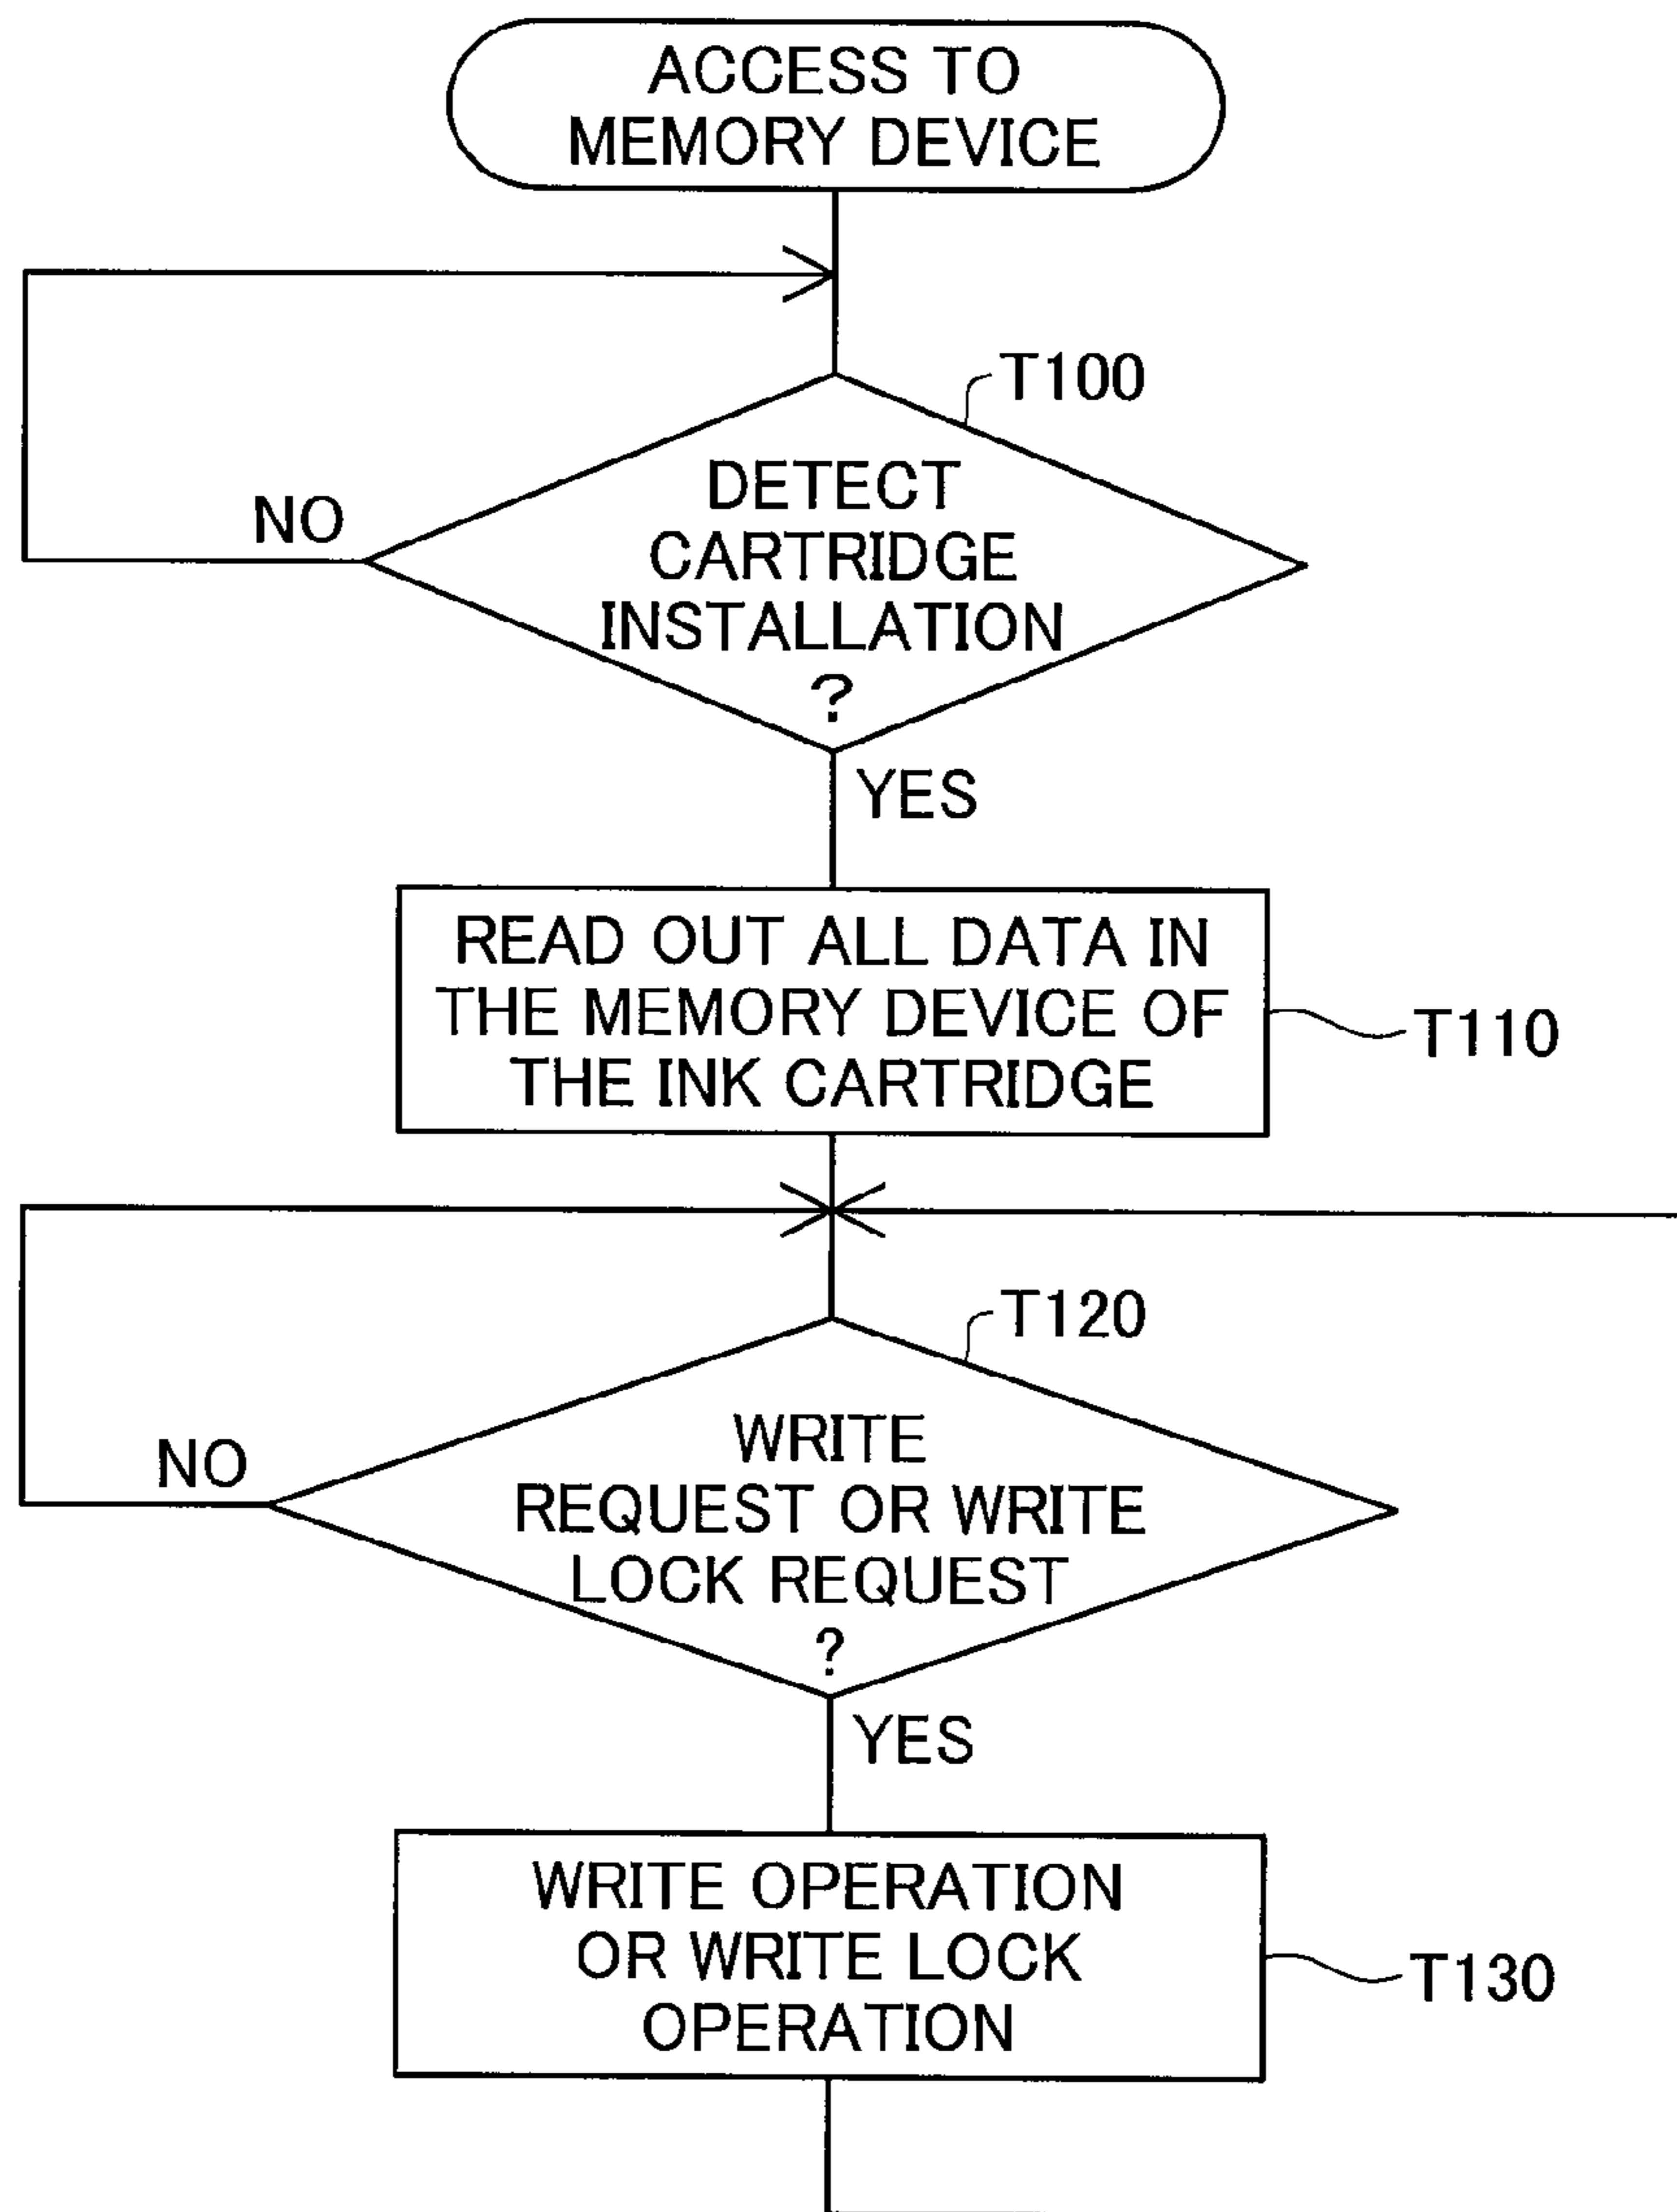 ACCESS TO
MEMORY DEVICE
T100
DETECT
CARTRIDGE
INSTALLATION
?
NO
YES
READ OUT ALL DATA IN
THE MEMORY DEVICE OF
THE INK CARTRIDGE
T110
T120
WRITE
REQUEST OR WRITE
LOCK REQUEST
?
NO
YES
WRITE OPERATION
OR WRITE LOCK
OPERATION
T130